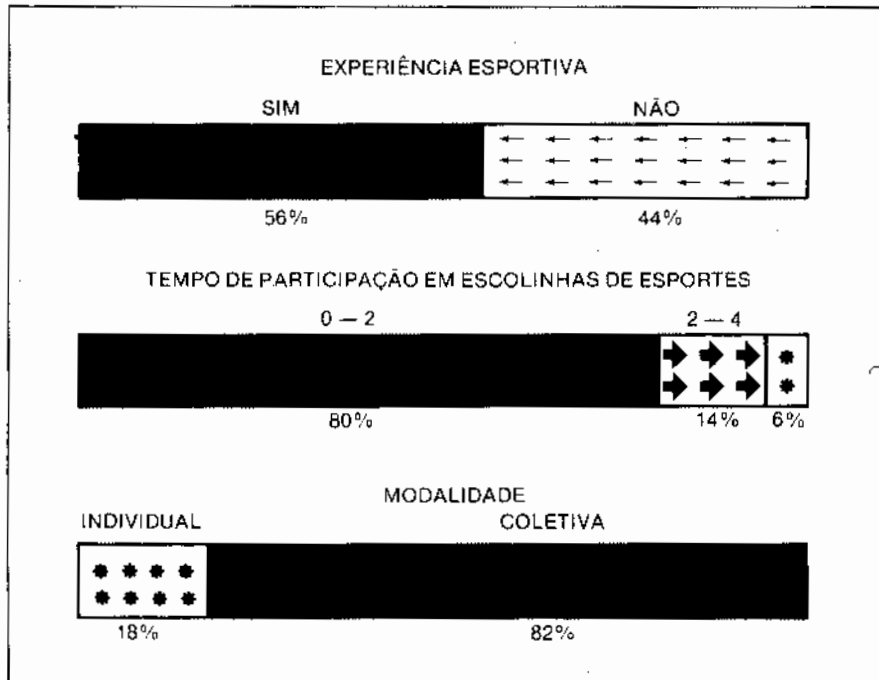 EXPERIÊNCIA ESPORTIVA
SIM NÃO
56% 44%
TEMPO DE PARTICIPAÇÃO EM ESCOLINHAS DE ESPORTES
0 — 2 2 — 4
80% 14% 6%
MODALIDADE
INDIVIDUAL COLETIVA
18% 82%